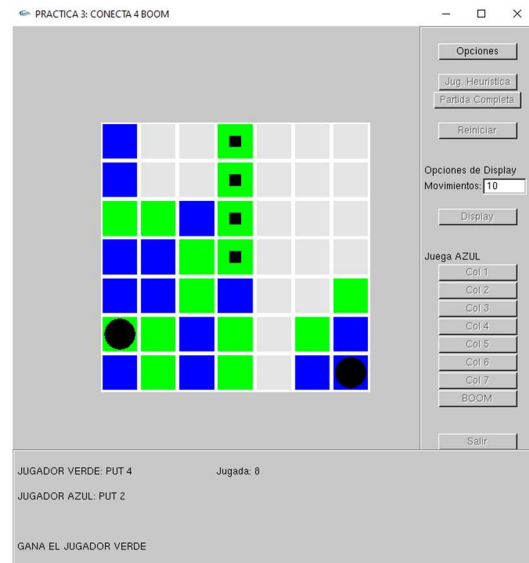 PRACTICA 3: CONECTA 4 BOOM
Opciones
Jug. Heuristica
Partida Completa
Reiniciar
Opciones de Display
Movimientos: 10
Display
Juega AZUL
Col 1
Col 2
Col 3
Col 4
Col 5
Col 6
Col 7
BOOM
Salir
JUGADOR VERDE: PUT 4 Jugada: 8
JUGADOR AZUL: PUT 2
GANA EL JUGADOR VERDE